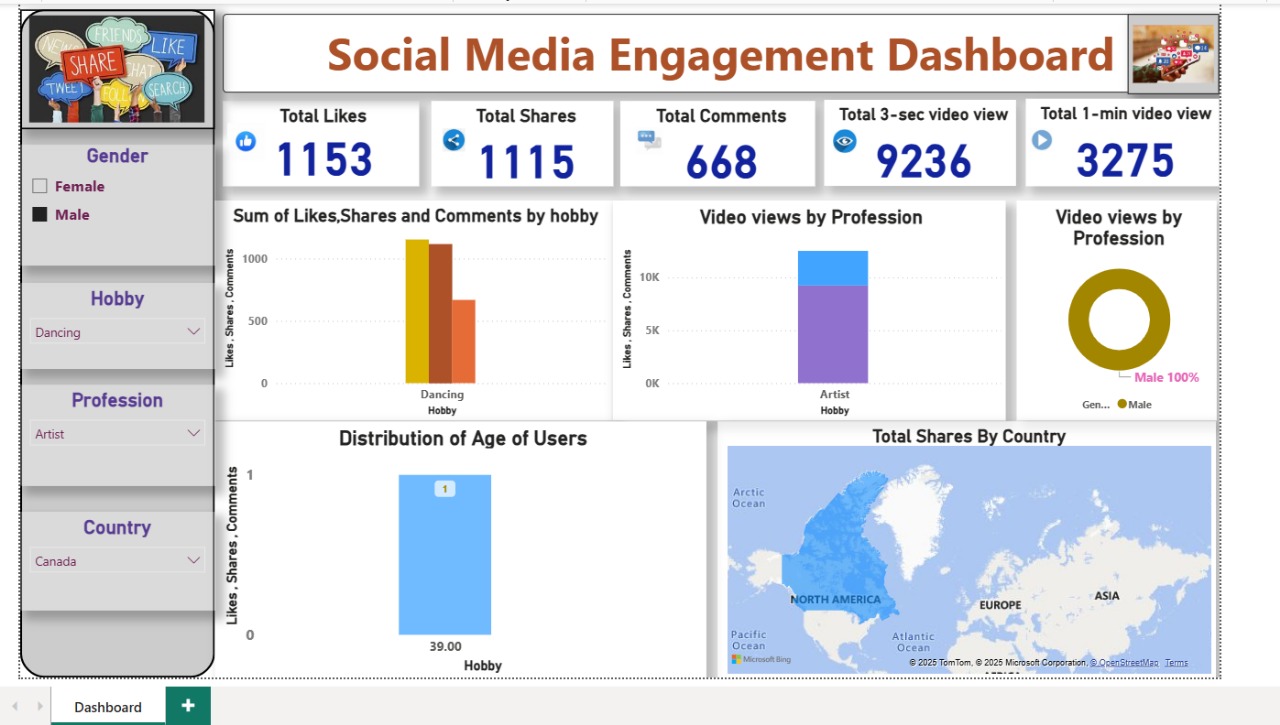 FRIENDS
NEWS
LIKE
SHARE
CHAT
TWEET
FOLL
SEARCH
Social Media Engagement Dashboard
Total Likes
1153
Total Shares
1115
Total Comments
668
Total 3-sec video view
9236
Total 1-min video view
3275
Gender
Female
Male
Hobby
Dancing
Profession
Artist
Country
Canada
Sum of Likes,Shares and Comments by hobby
Likes , Shares , Comments
1000
500
0
Dancing
Hobby
Video views by Profession
Likes , Shares , Comments
10K
5K
0K
Artist
Hobby
Video views by
Profession
Male 100%
Gen... Male
Distribution of Age of Users
Likes , Shares , Comments
1
1
0
39.00
Hobby
Total Shares By Country
Arctic
Ocean
NORTH AMERICA
EUROPE
ASIA
Pacific
Ocean
Atlantic
Ocean
Microsoft Bing
© 2025 TomTom, © 2025 Microsoft Corporation, © OpenStreetMap Terms
Dashboard
+